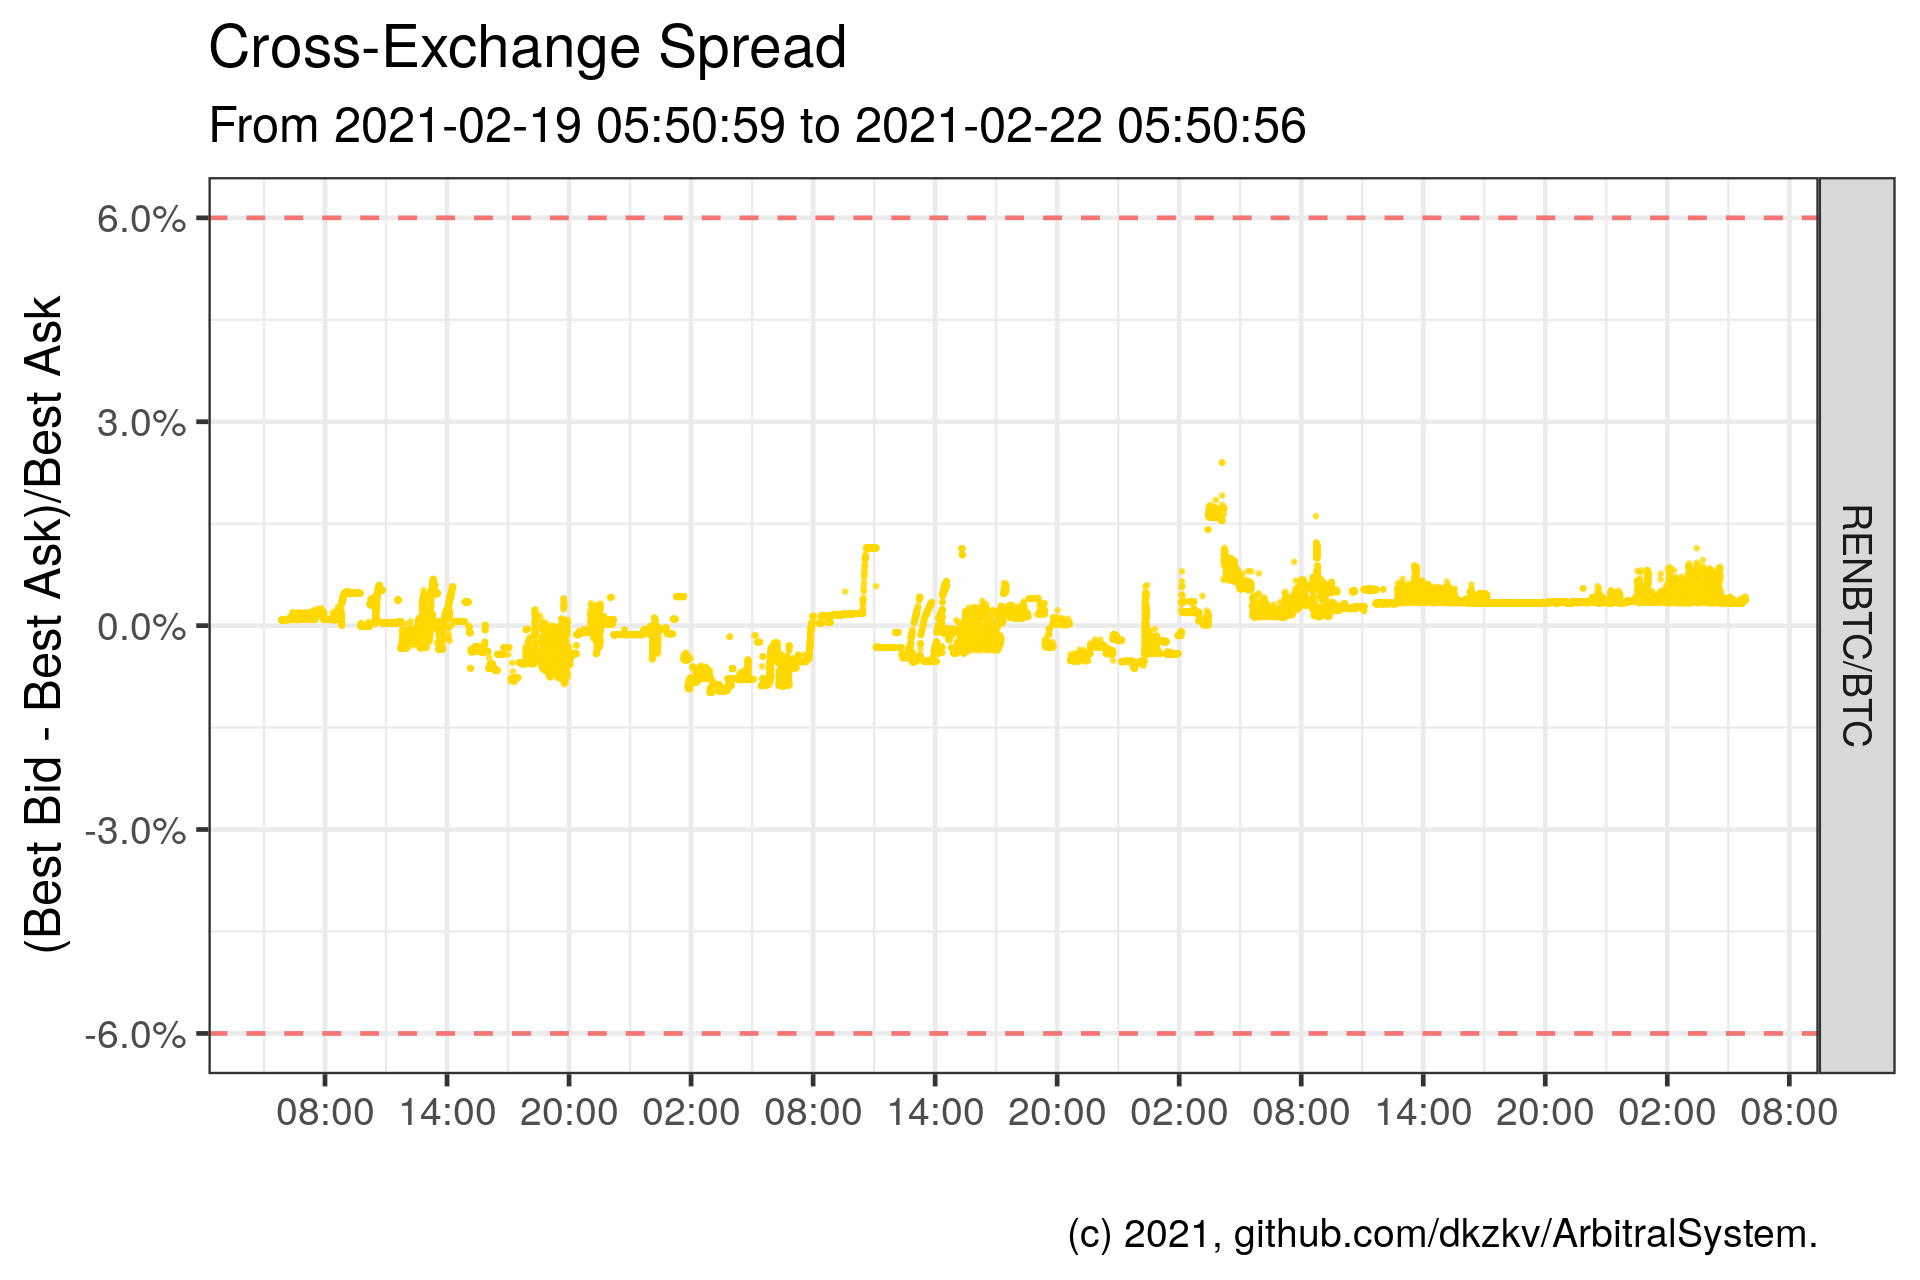 Cross-Exchange Spread
From 2021-02-19 05:50:59 to 2021-02-22 05:50:56
(Best Bid - Best Ask)/Best Ask
6.0%
3.0%
0.0%
-3.0%
-6.0%
RENBTC/BTC
08:00 14:00 20:00 02:00 08:00 14:00 20:00 02:00 08:00 14:00 20:00 02:00 08:00
(c) 2021, github.com/dkzkv/ArbitralSystem.